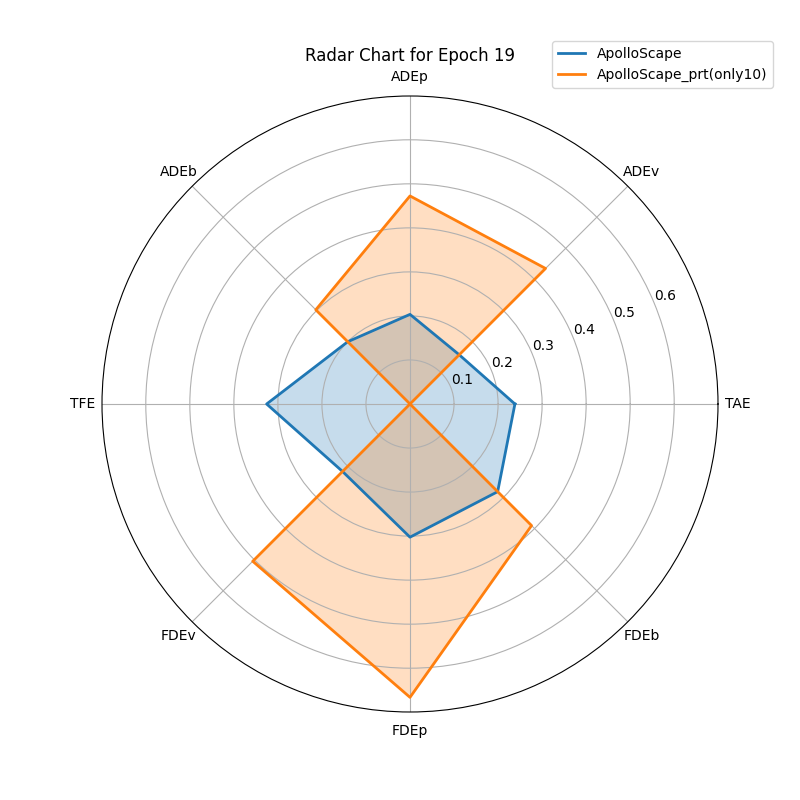 Radar Chart for Epoch 19
ApolloScape
ApolloScape_prt(only10)
ADEp
ADEb
ADEv
0.6
0.5
0.4
0.3
0.2
0.1
TFE
TAE
FDEv
FDEb
FDEp